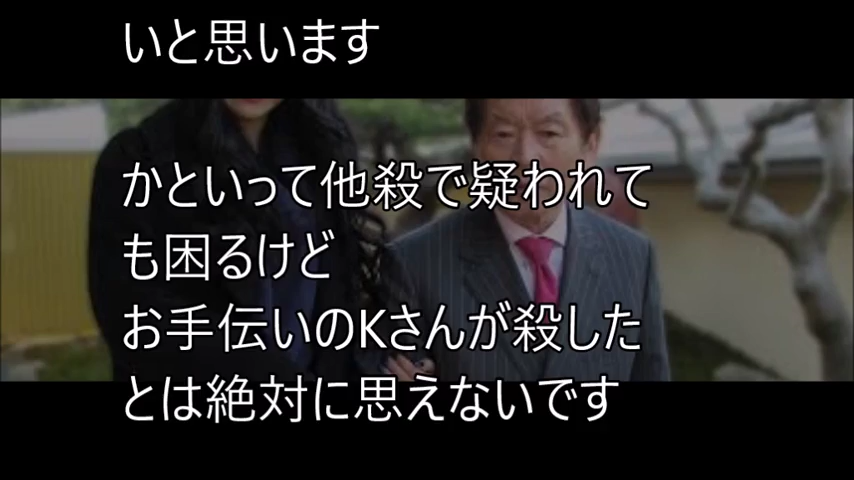 いと思います
かといって他殺で疑われて
も困るけど
お手伝いのKさんが殺した
とは絶対に思えないです